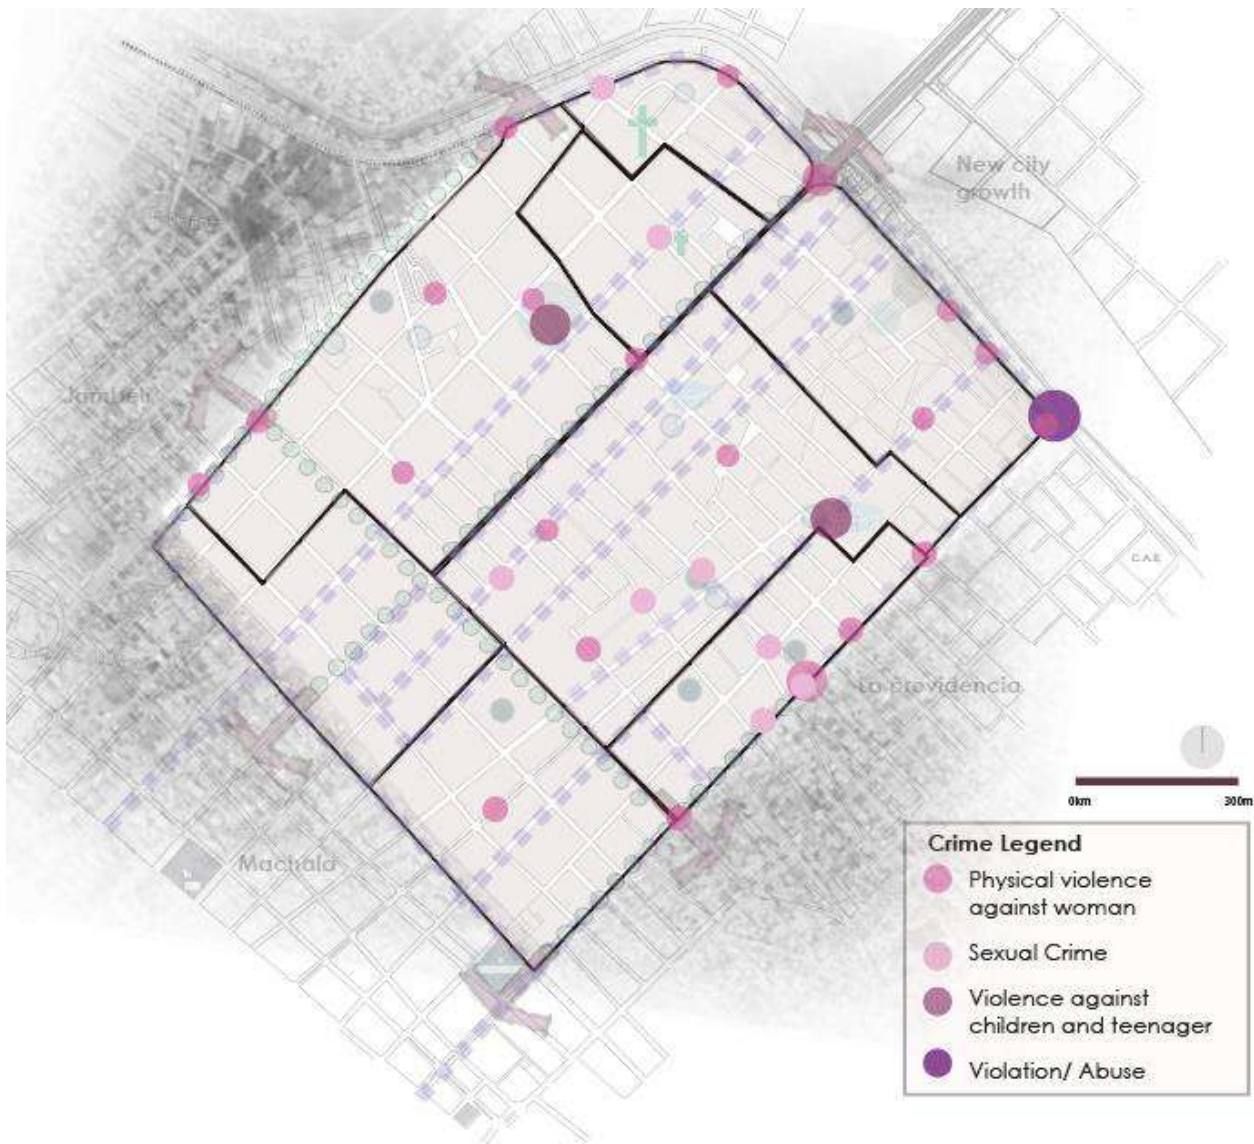 New city
growth
Jambeli
C.A.E
La providencia
0km
300m
Machala
Crime Legend
Physical violence
against woman
Sexual Crime
Violence against
children and teenager
Violation/ Abuse